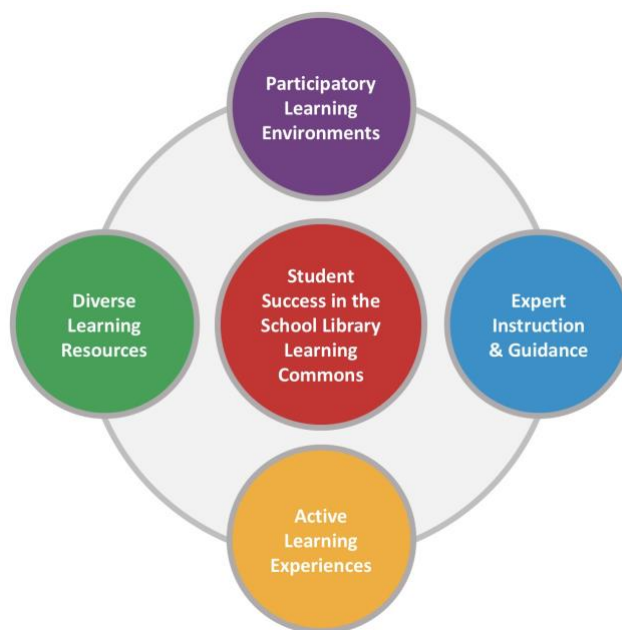 Participatory
Learning
Environments
Diverse
Learning
Resources
Student
Success in the
School Library
Learning
Commons
Expert
Instruction
& Guidance
Active
Learning
Experiences